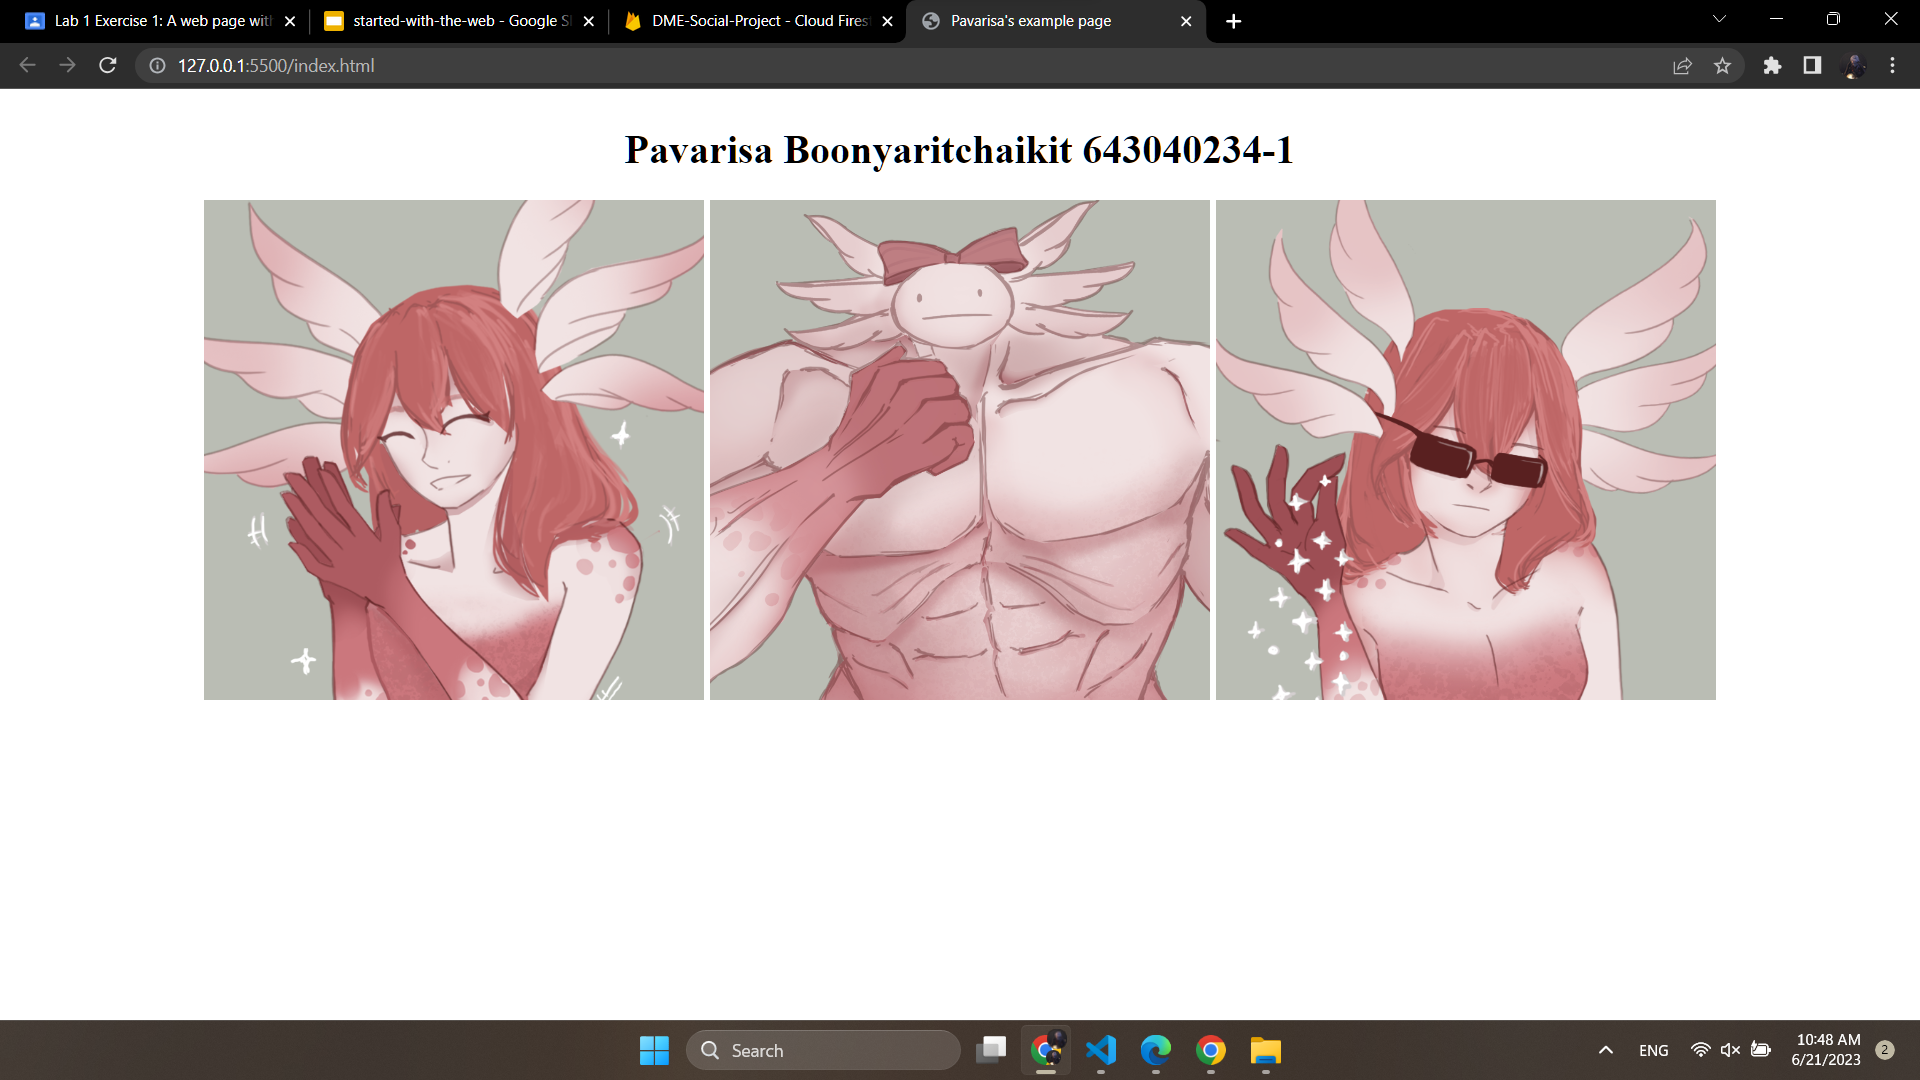 Lab 1 Exercise 1: A web page with
started-with-the-web - Google Sl
DME-Social-Project - Cloud Fires
Pavarisa's example page
127.0.0.1:5500/index.html
Pavarisa Boonyaritchaikit 643040234-1
Search
ENG
10:48 AM
6/21/2023
2